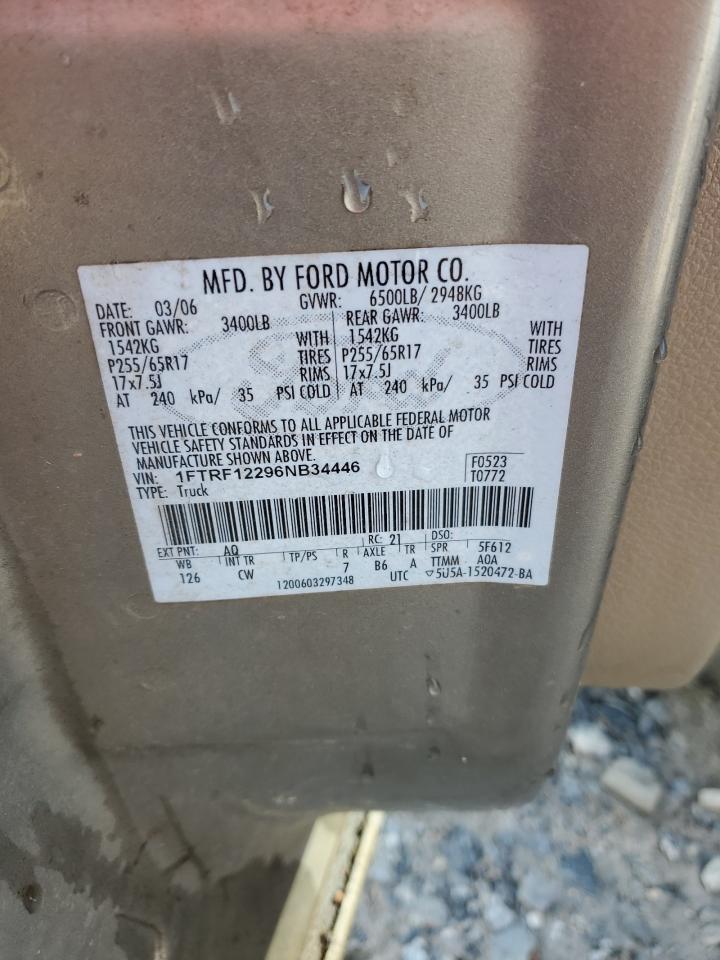 MFD. BY FORD MOTOR CO.
DATE: 03/06 GVWR: 6500LB/ 2948KG
FRONT GAWR: 3400LB REAR GAWR: 3400LB
1542KG WITH 1542KG WITH
P255/65R17 TIRES P255/65R17 TIRES
17x7.5J RIMS 17x7.5J RIMS
AT 240 kPa/ 35 PSI COLD AT 240 kPa/ 35 PSI COLD
THIS VEHICLE CONFORMS TO ALL APPLICABLE FEDERAL MOTOR
VEHICLE SAFETY STANDARDS IN EFFECT ON THE DATE OF
MANUFACTURE SHOWN ABOVE.
VIN: 1FTRF12296NB34446 F0523
TYPE: Truck T0772
EXT PNT: AQ RC: 21 DSO:
WB INT TR TP/PS R AXLE TR SPR 5F612
126 CW 7 B6 A TTMM A0A
1200603297348 UTC ▽5U5A-1520472-BA